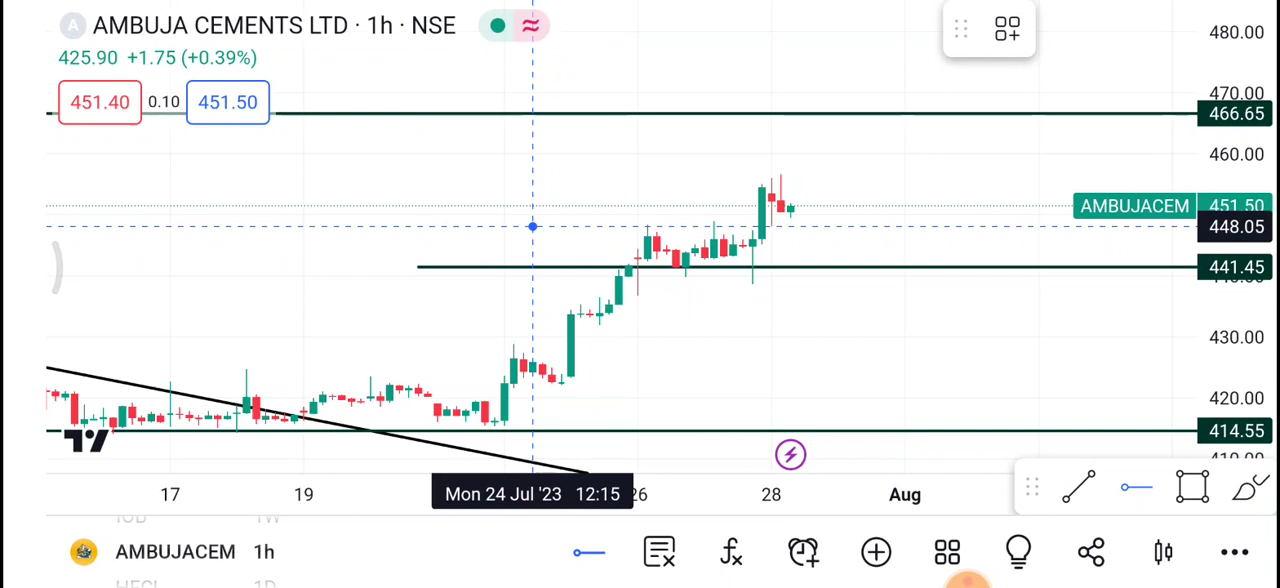 A AMBUJA CEMENTS LTD · 1h · NSE
425.90 +1.75 (+0.39%)
451.40 0.10 451.50
480.00
470.00
466.65
460.00
AMBUJACEM 451.50
448.05
441.45
430.00
420.00
414.55
17 19 Mon 24 Jul '23 12:15 26 28 Aug
AMBUJACEM 1h